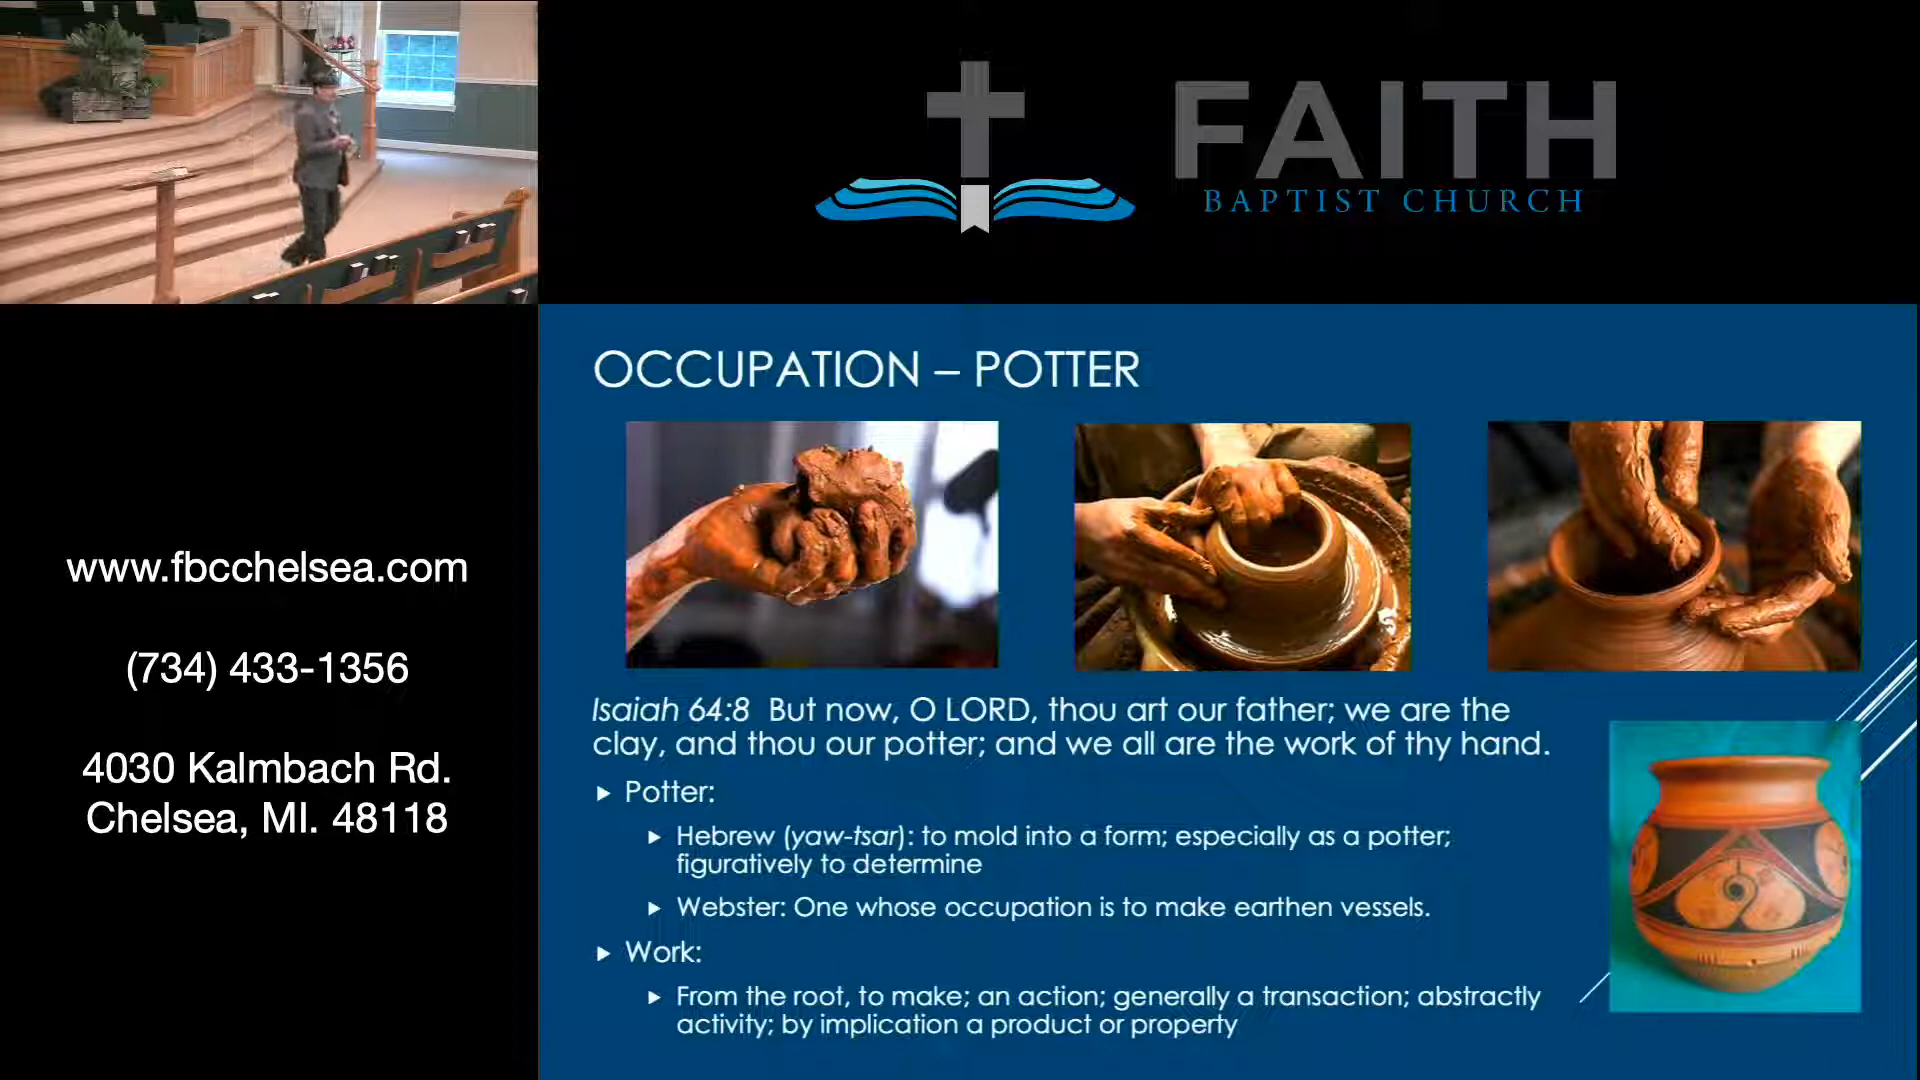 FAITH
BAPTIST CHURCH
www.fbcchelsea.com
(734) 433-1356
4030 Kalmbach Rd.
Chelsea, MI. 48118
OCCUPATION – POTTER
Isaiah 64:8 But now, O LORD, thou art our father; we are the
clay, and thou our potter; and we all are the work of thy hand.
Potter:
Hebrew (yaw-tsar): to mold into a form; especially as a potter;
figuratively to determine
Webster: One whose occupation is to make earthen vessels.
Work:
From the root, to make; an action; generally a transaction; abstractly
activity; by implication a product or property